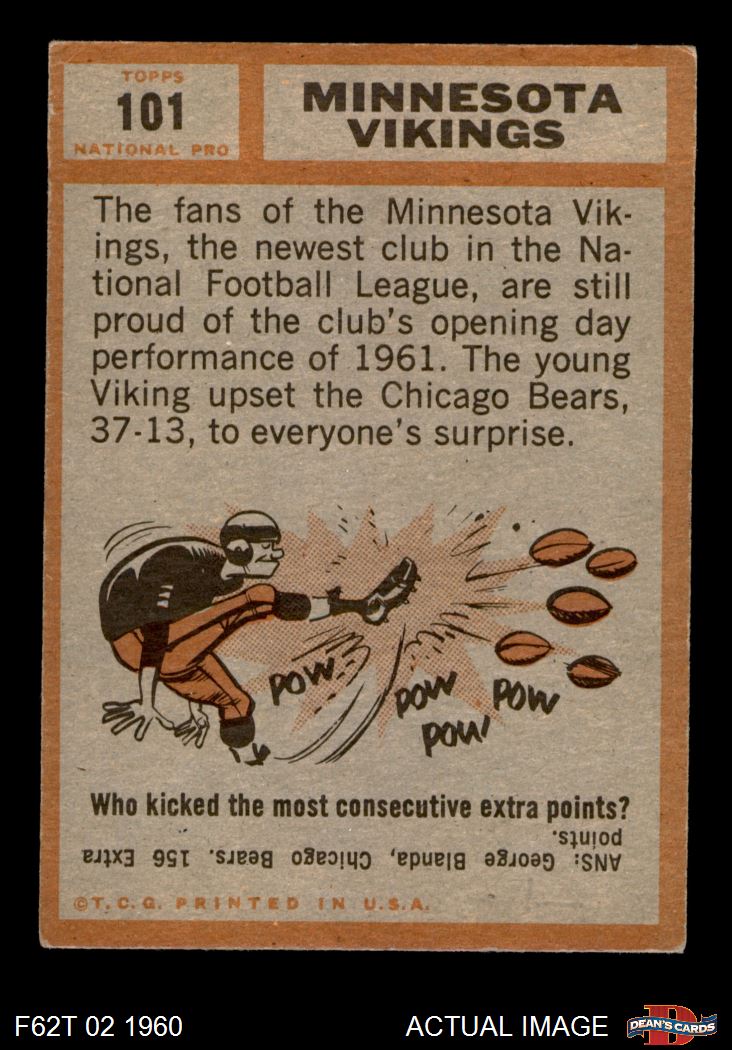 TOPPS
101
NATIONAL PRO
MINNESOTA
VIKINGS
The fans of the Minnesota Vik-
ings, the newest club in the Na-
tional Football League, are still
proud of the club's opening day
performance of 1961. The young
Viking upset the Chicago Bears,
37-13, to everyone's surprise.
POW
POW
POW
POW
Who kicked the most consecutive extra points?
ANS: George Blanda, Chicago Bears. 156 Extra
points.
©T.C.G. PRINTED IN U.S.A.
F62T 02 1960
ACTUAL IMAGE
DEAN'S CARDS